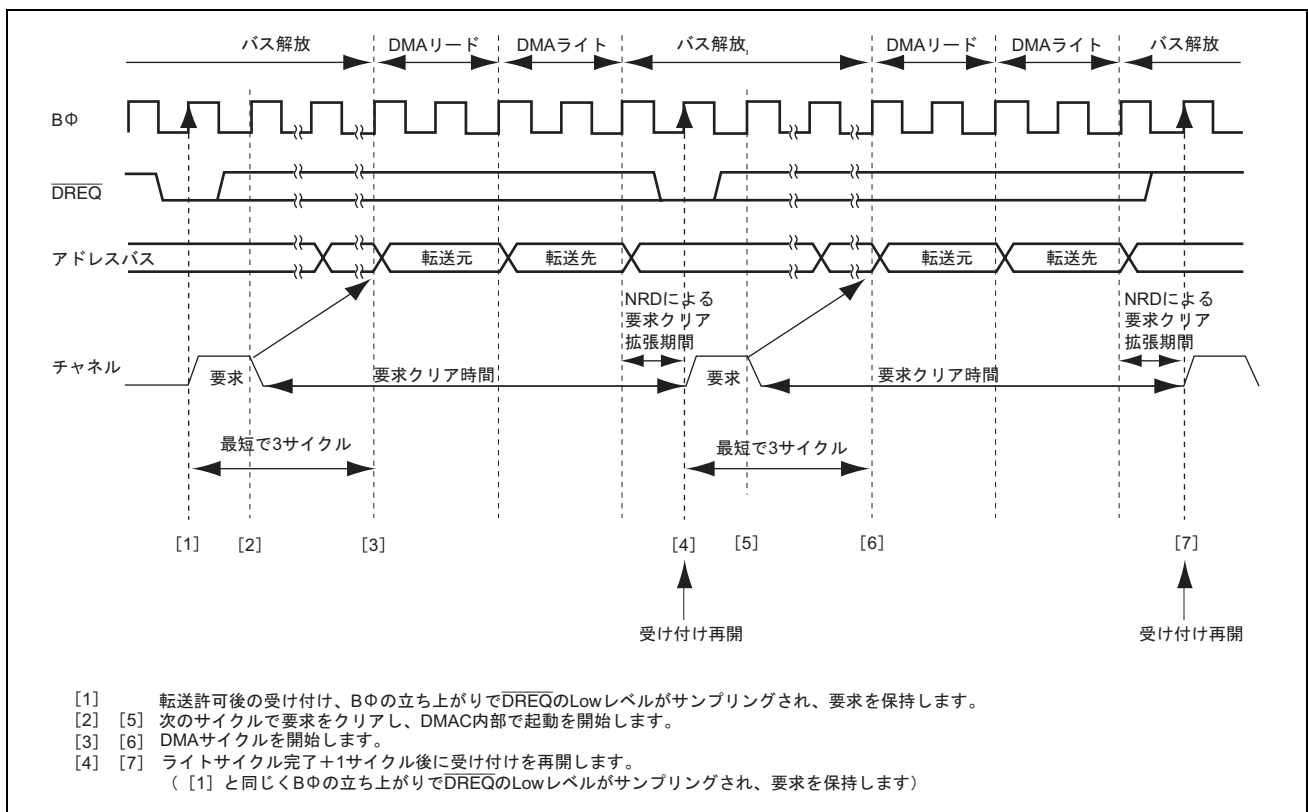 バス解放 DMAリード DMAライト バス解放 DMAリード DMAライト バス解放
BΦ
DREQ
アドレスバス 転送元 転送先 転送元 転送先
NRDによる
要求クリア
拡張期間
NRDによる
要求クリア
拡張期間
チャネル 要求 要求クリア時間 要求 要求クリア時間
最短で3サイクル 最短で3サイクル
[1] [2] [3] [4] [5] [6] [7]
受け付け再開 受け付け再開
[1] 転送許可後の受け付け、BΦの立ち上がりでDREQのLowレベルがサンプリングされ、要求を保持します。
[2] [5] 次のサイクルで要求をクリアし、DMAC内部で起動を開始します。
[3] [6] DMAサイクルを開始します。
[4] [7] ライトサイクル完了+1サイクル後に受け付けを再開します。
([1]と同じくBΦの立ち上がりでDREQのLowレベルがサンプリングされ、要求を保持します)